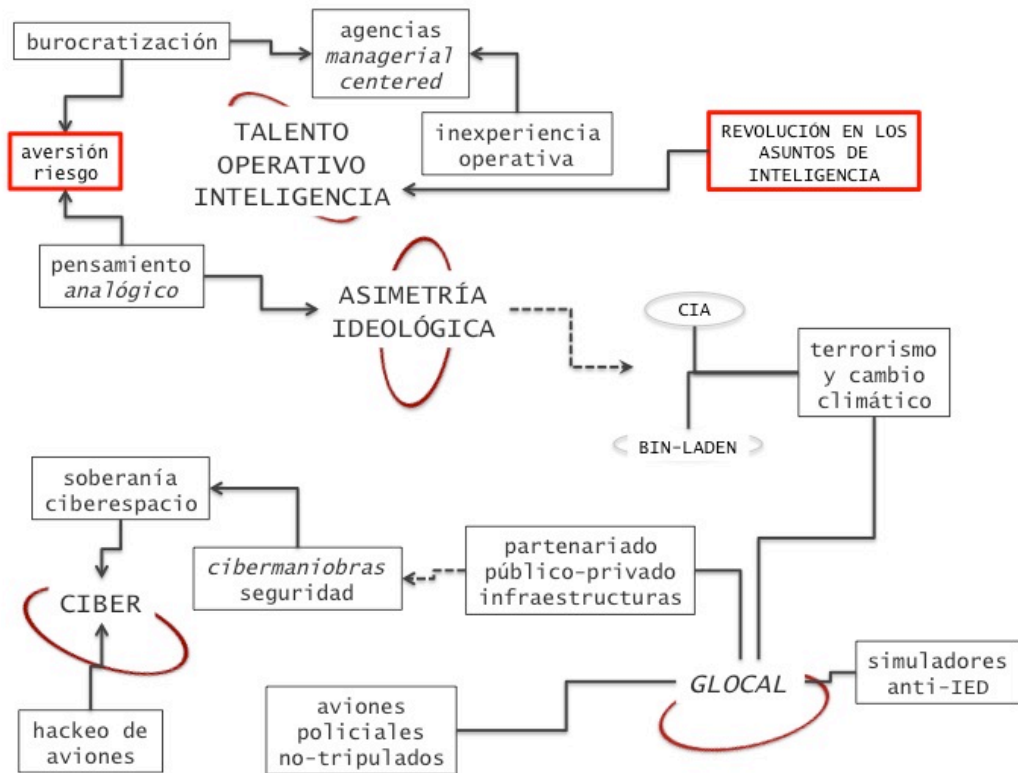 burocratización
agencias
managerial
centered
TALENTO
OPERATIVO
INTELIGENCIA
inexperiencia
operativa
REVOLUCIÓN EN LOS
ASUNTOS DE
INTELIGENCIA
aversión
riesgo
pensamiento
analógico
ASIMETRÍA
IDEOLÓGICA
CIA
terrorismo
y cambio
climático
BIN-LADEN
soberanía
ciberespacio
cibermaniobras
seguridad
partenariado
público-privado
infraestructuras
CIBER
GLOCAL
simuladores
anti-IED
hackeo de
aviones
aviones
policiales
no-tripulados